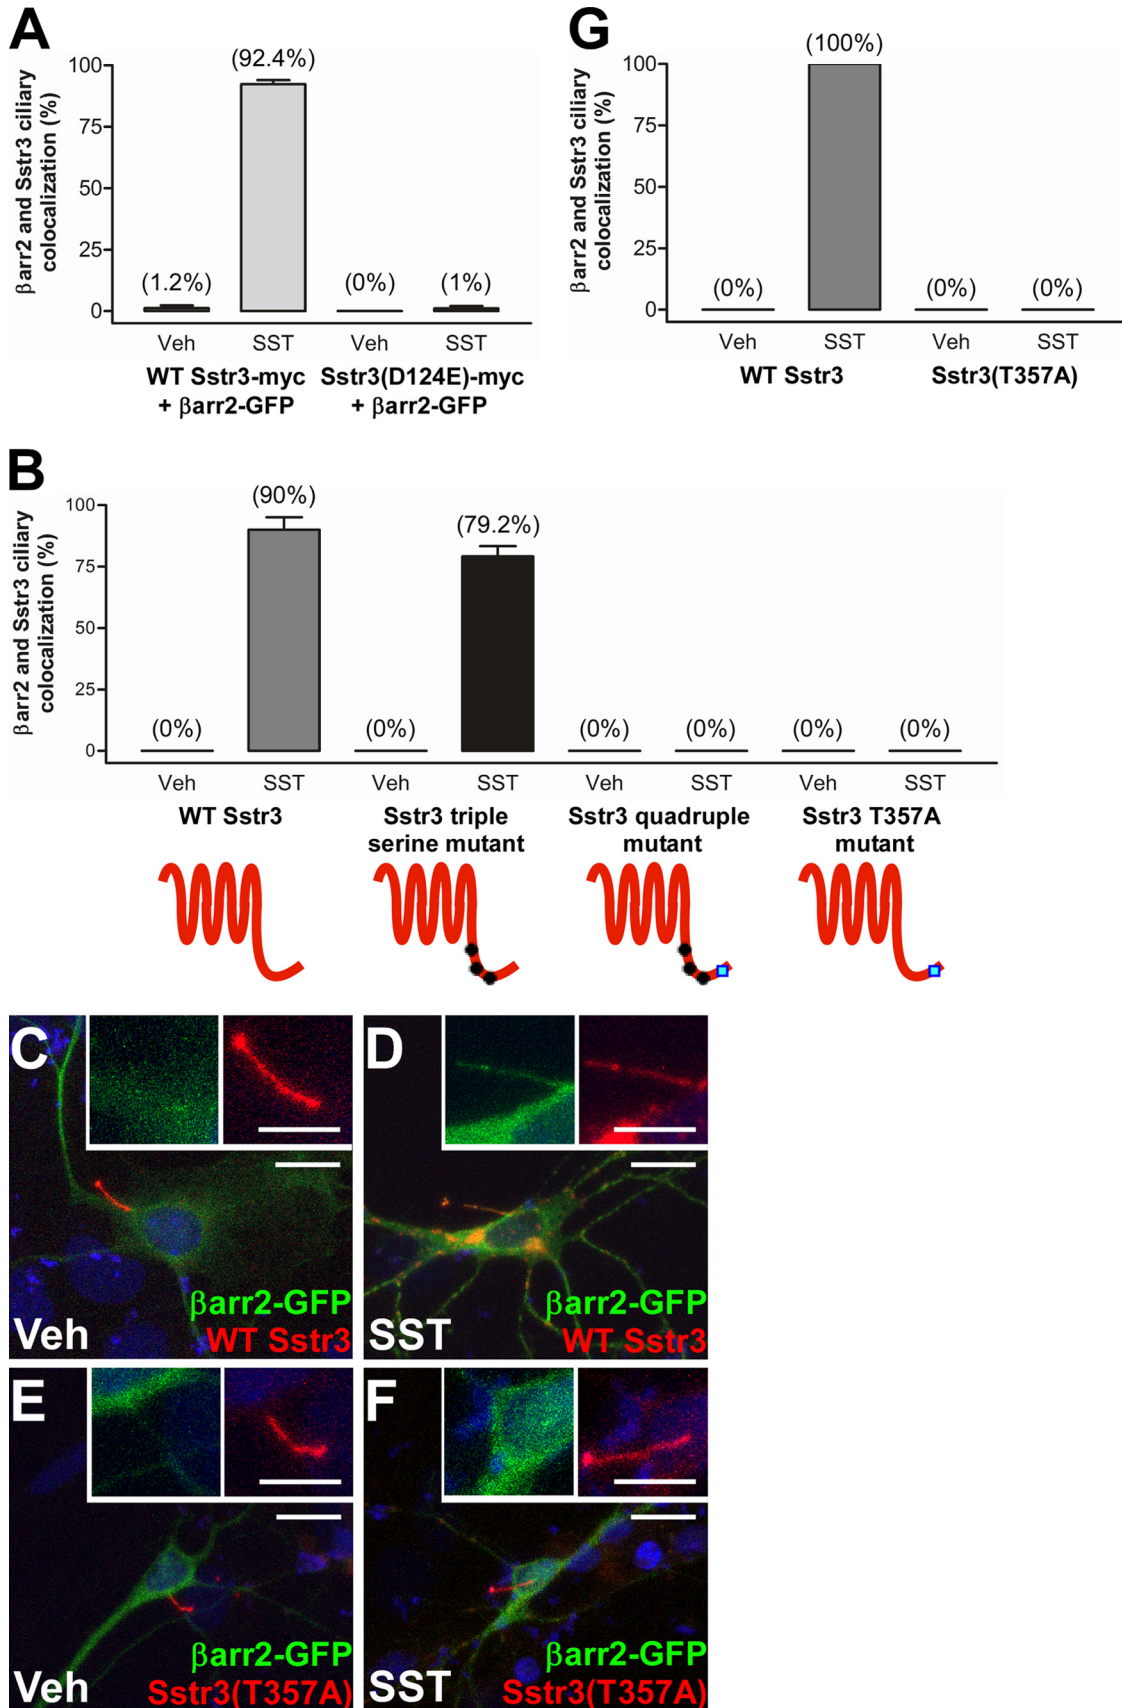 A
βarr2 and Sstr3 ciliary
colocalization (%)
100
75
50
25
0
(1.2%)
(92.4%)
(0%)
(1%)
Veh
SST
Veh
SST
WT Sstr3-myc
+ βarr2-GFP
Sstr3(D124E)-myc
+ βarr2-GFP
G
βarr2 and Sstr3 ciliary
colocalization (%)
100
75
50
25
0
(0%)
(100%)
(0%)
(0%)
Veh
SST
Veh
SST
WT Sstr3
Sstr3(T357A)
B
βarr2 and Sstr3 ciliary
colocalization (%)
100
75
50
25
0
(0%)
(90%)
(0%)
(79.2%)
(0%)
(0%)
(0%)
(0%)
Veh
SST
Veh
SST
Veh
SST
Veh
SST
WT Sstr3
Sstr3 triple
serine mutant
Sstr3 quadruple
mutant
Sstr3 T357A
mutant
C
βarr2-GFP
Veh
WT Sstr3
D
βarr2-GFP
SST
WT Sstr3
E
βarr2-GFP
Veh
Sstr3(T357A)
F
βarr2-GFP
SST
Sstr3(T357A)